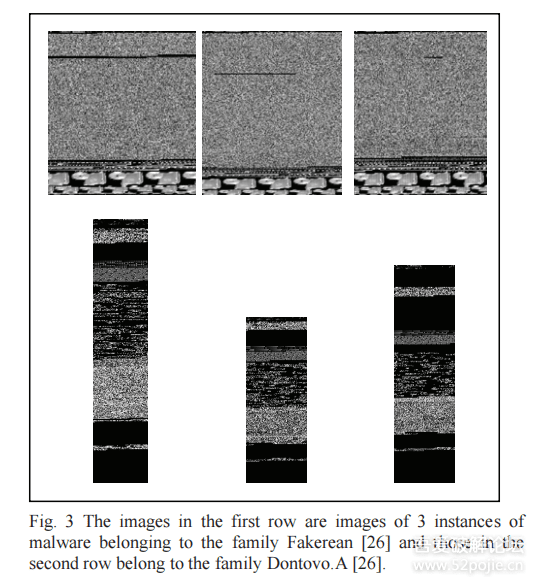 Fig. 3 The images in the first row are images of 3 instances of
malware belonging to the family Fakerean [26] and those in the
second row belong to the family Dontovo.A [26].
www.52pojie.cn